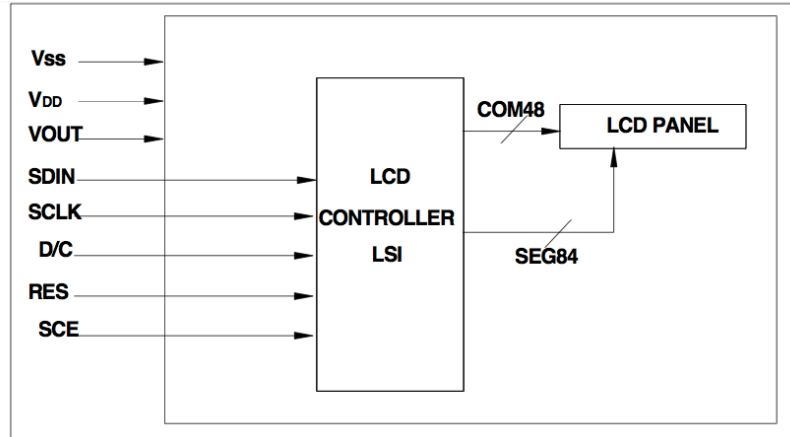 Vss
VDD
VOUT
SDIN
SCLK
D/C
RES
SCE
LCD
CONTROLLER
LSI
COM48
LCD PANEL
SEG84